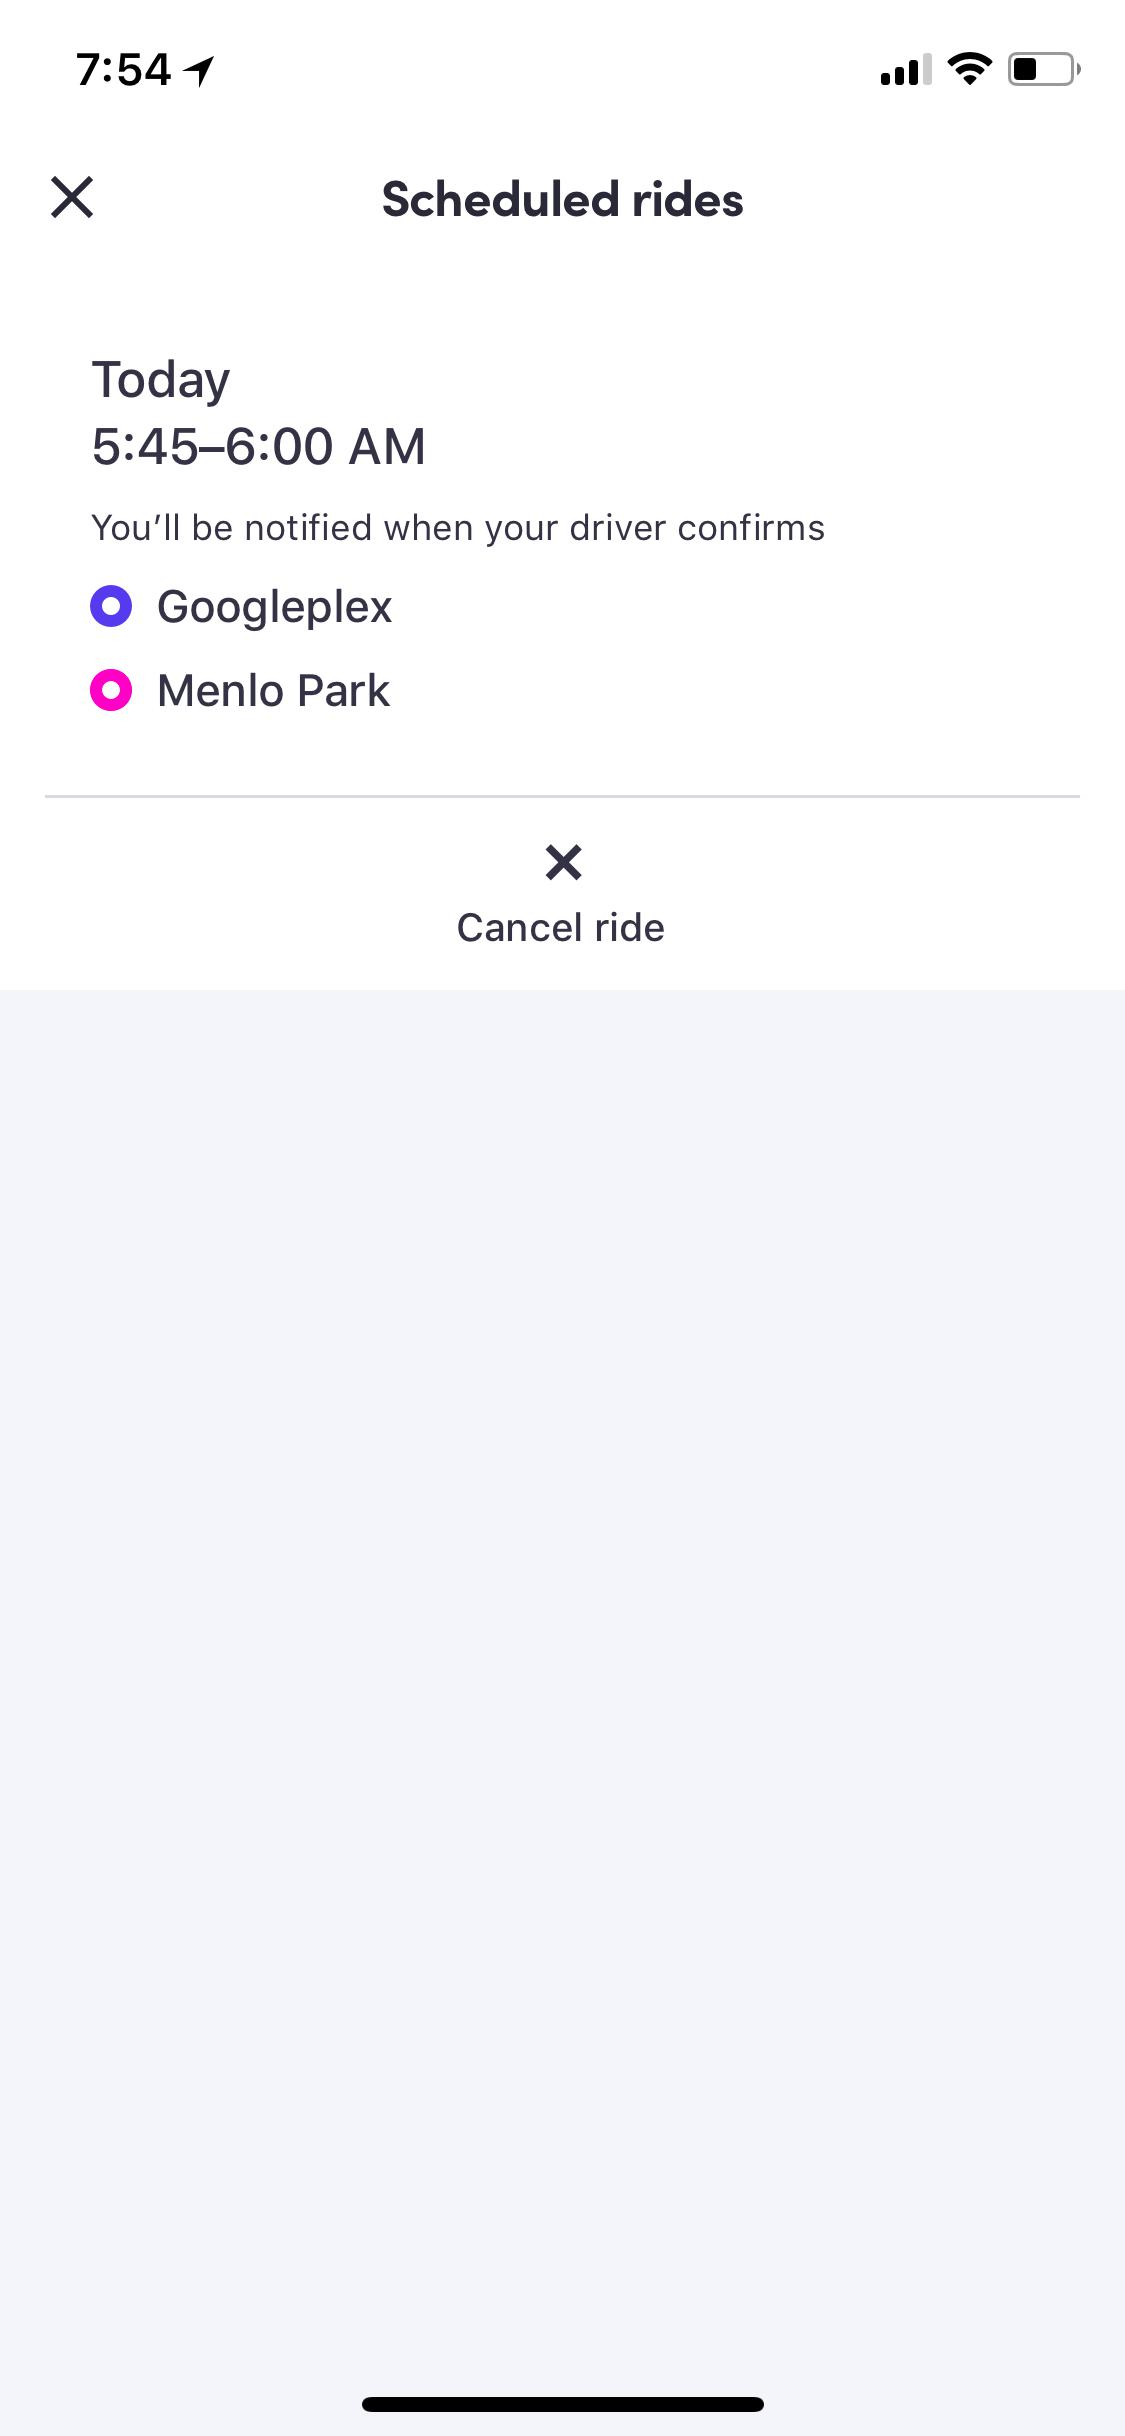 7:54
Scheduled rides
Today
5:45–6:00 AM
You’ll be notified when your driver confirms
Googleplex
Menlo Park
Cancel ride